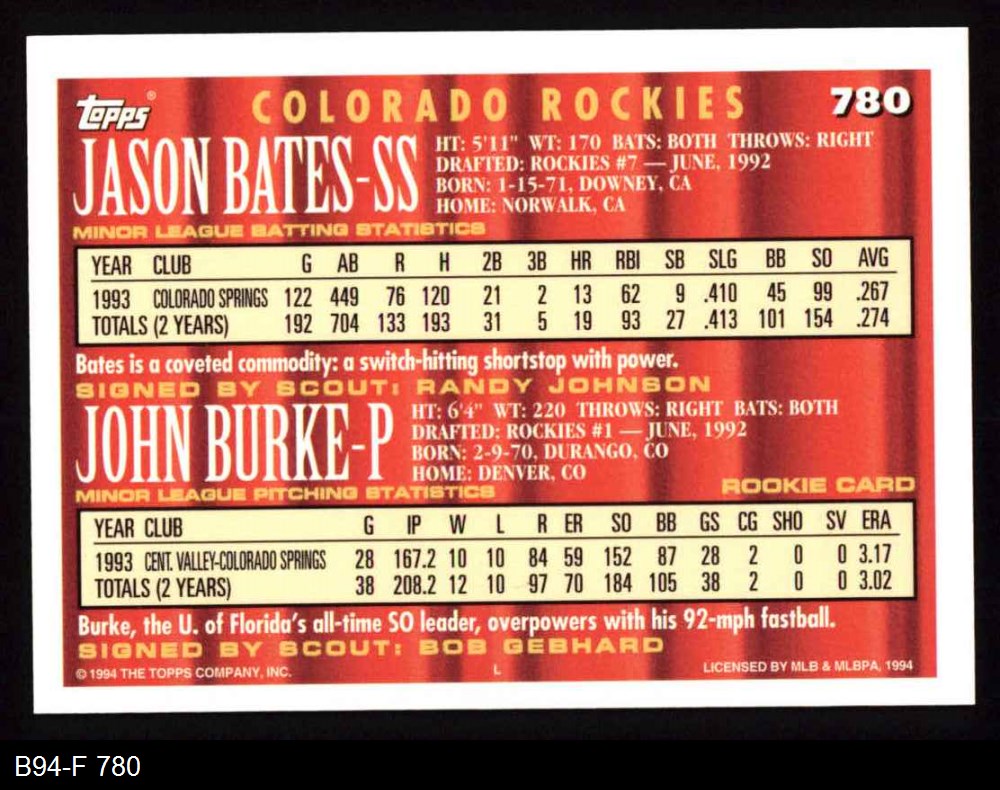 TOPPS® COLORADO ROCKIES 780
JASON BATES-SS
HT: 5'11" WT: 170 BATS: BOTH THROWS: RIGHT
DRAFTED: ROCKIES #7 — JUNE, 1992
BORN: 1-15-71, DOWNEY, CA
HOME: NORWALK, CA
MINOR LEAGUE BATTING STATISTICS
YEAR CLUB G AB R H 2B 3B HR RBI SB SLG BB SO AVG
1993 COLORADO SPRINGS 122 449 76 120 21 2 13 62 9 .410 45 99 .267
TOTALS (2 YEARS) 192 704 133 193 31 5 19 93 27 .413 101 154 .274
Bates is a coveted commodity: a switch-hitting shortstop with power.
SIGNED BY SCOUT: RANDY JOHNSON
JOHN BURKE-P
HT: 6'4" WT: 220 THROWS: RIGHT BATS: BOTH
DRAFTED: ROCKIES #1 — JUNE, 1992
BORN: 2-9-70, DURANGO, CO
HOME: DENVER, CO
MINOR LEAGUE PITCHING STATISTICS ROOKIE CARD
YEAR CLUB G IP W L R ER SO BB GS CG SHO SV ERA
1993 CENT. VALLEY-COLORADO SPRINGS 28 167.2 10 10 84 59 152 87 28 2 0 0 3.17
TOTALS (2 YEARS) 38 208.2 12 10 97 70 184 105 38 2 0 0 3.02
Burke, the U. of Florida's all-time SO leader, overpowers with his 92-mph fastball.
SIGNED BY SCOUT: BOB GEBHARD
© 1994 THE TOPPS COMPANY, INC. L LICENSED BY MLB & MLBPA, 1994
B94-F 780